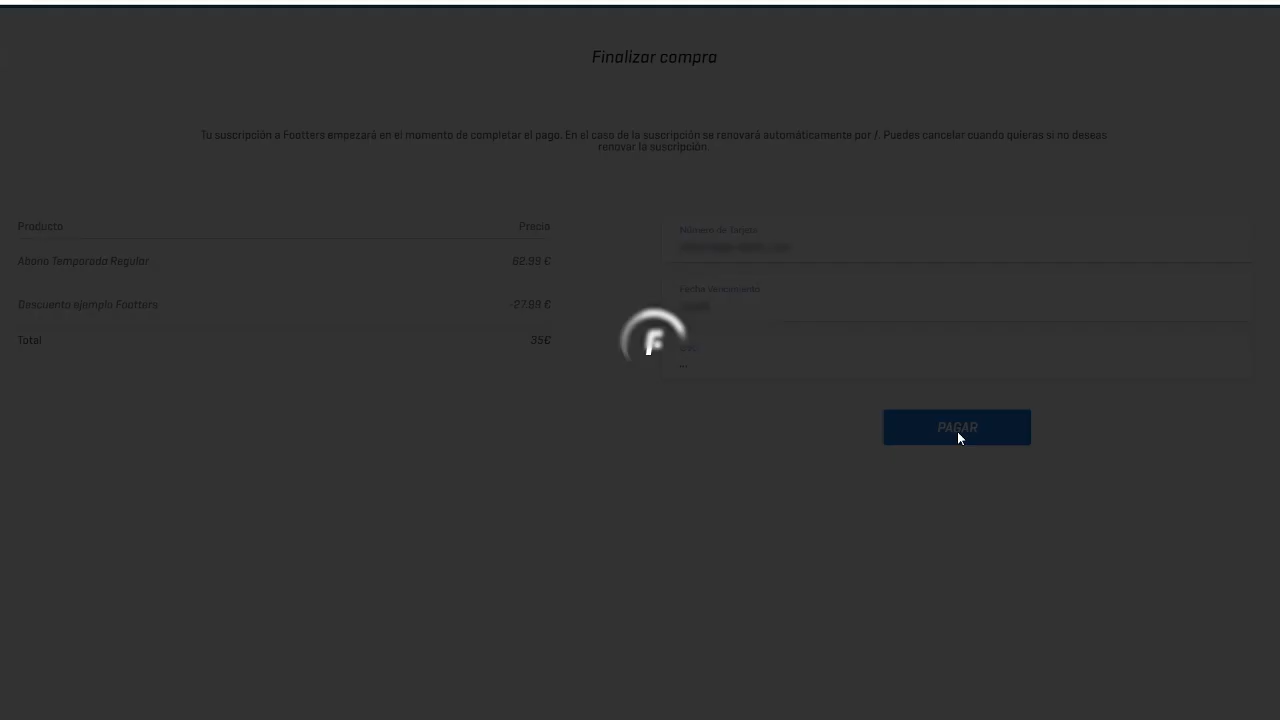 Finalizar compra
Tu suscripción a Footters empezará en el momento de completar el pago. En el caso de la suscripción se renovará automáticamente por /. Puedes cancelar cuando quieras si no deseas
renovar la suscripción
Producto Precio
Abono Temporada Regular 62.99 €
Descuento ejemplo Footters -27.99 €
Total 35€
Número de Tarjeta
Fecha Vencimiento
...
F
PAGAR